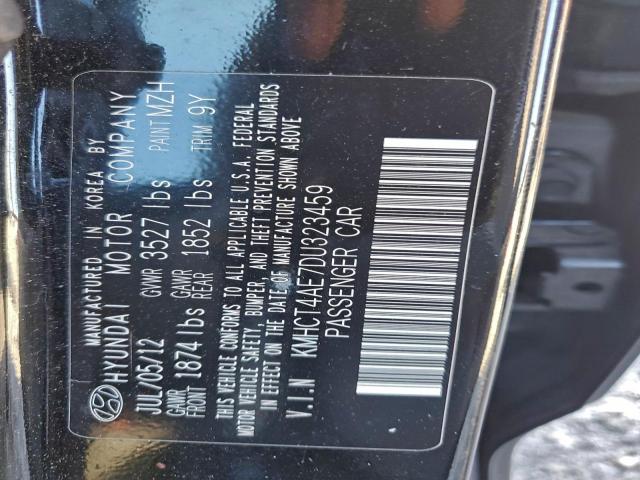 MANUFACTURED IN KOREA BY
HYUNDAI MOTOR COMPANY
JUL/05/12 GVWR 3527 lbs PAINT MZH
GAWR FRONT 1874 lbs GAWR REAR 1852 lbs TRIM 9Y
THIS VEHICLE CONFORMS TO ALL APPLICABLE U.S.A. FEDERAL
MOTOR VEHICLE SAFETY, BUMPER, AND THEFT PREVENTION STANDARDS
IN EFFECT ON THE DATE OF MANUFACTURE SHOWN ABOVE
V.I.N KMHCT4AE7DU323459
PASSENGER CAR